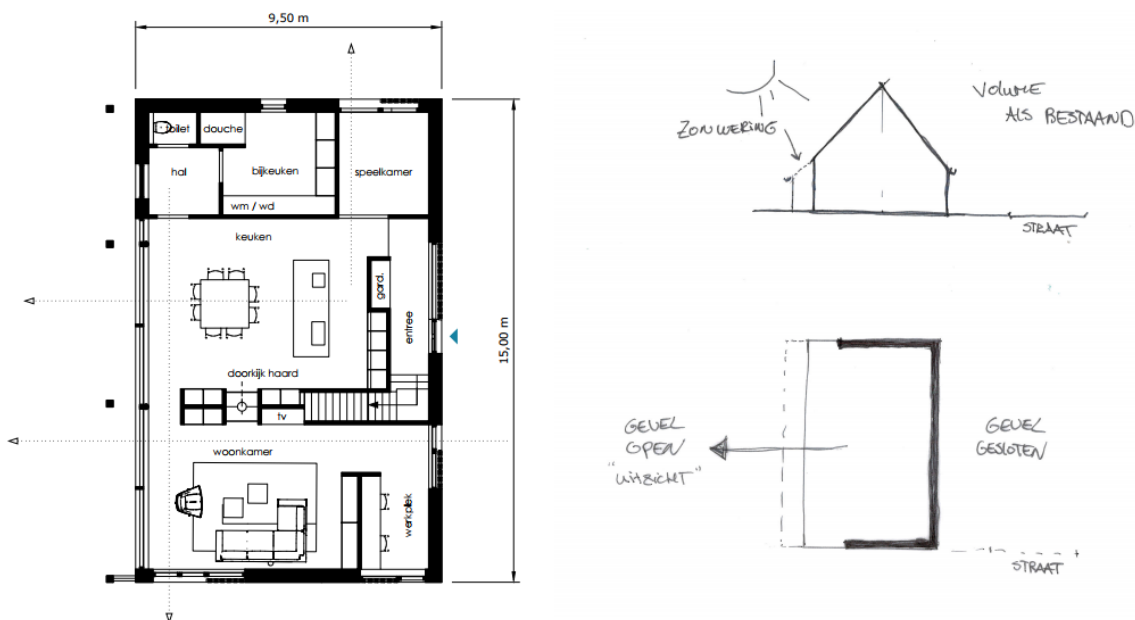 9,50 m
toilet
douche
hal
bijkeuken
speelkamer
wm / wd
keuken
gard.
entree
15,00 m
doorkijk haard
tv
woonkamer
werkplek
ZONWERING
VOLUME
ALS BESTAAND
STRAAT
GEVEL
OPEN
"UITZICHT"
GEVEL
GESLOTEN
STRAAT